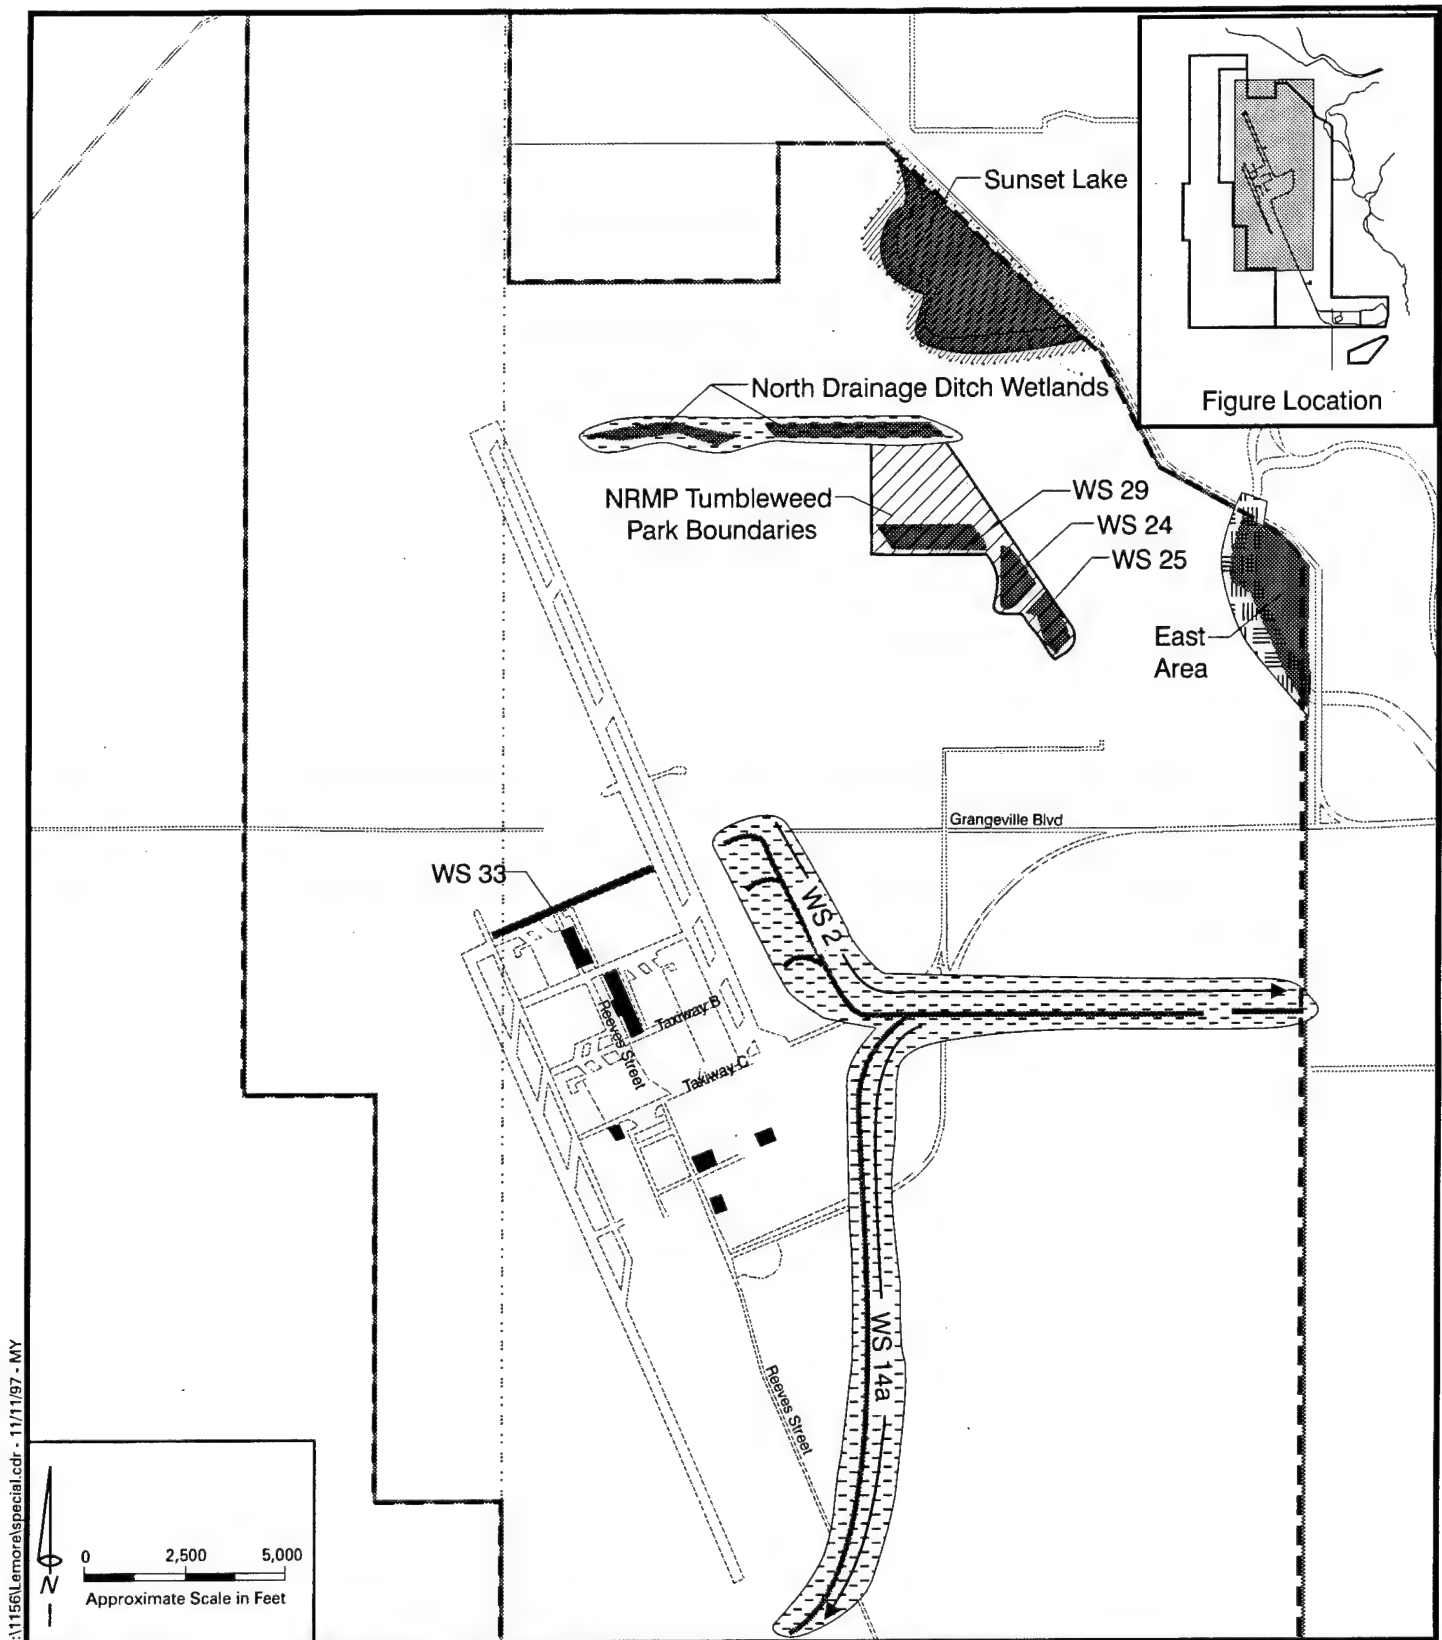 Sunset Lake
Figure Location
North Drainage Ditch Wetlands
NRMP Tumbleweed
Park Boundaries
WS 29
WS 24
WS 25
East
Area
Grangeville Blvd
WS 33
WS 2
Reeves Street
Taxiway B
Taxiway C
WS 14a
Reeves Street
0 2,500 5,000
Approximate Scale in Feet
N
:\1156\Lemore\special.cdr - 11/11/97 - MY